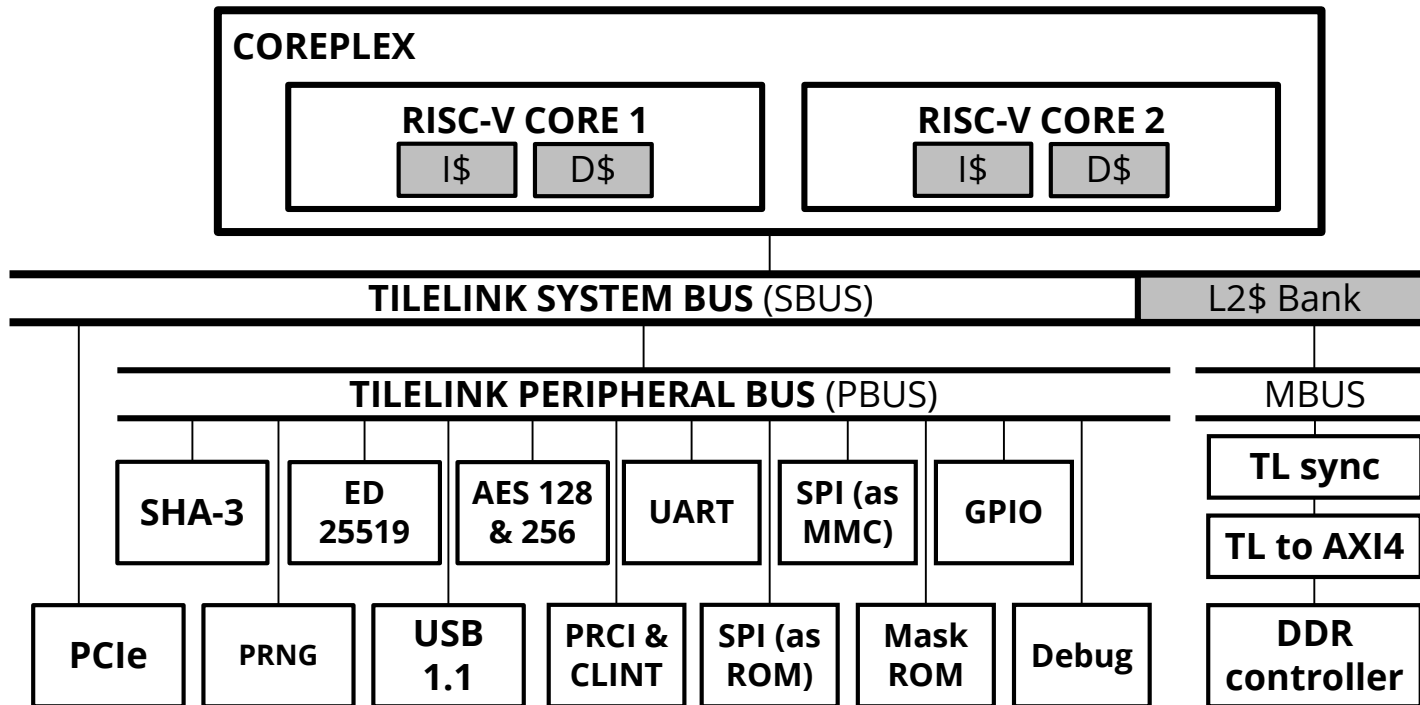 COREPLEX
RISC-V CORE 1
I$
D$
RISC-V CORE 2
I$
D$
TILELINK SYSTEM BUS (SBUS)
L2$ Bank
TILELINK PERIPHERAL BUS (PBUS)
MBUS
SHA-3
ED
25519
AES 128
& 256
UART
SPI (as
MMC)
GPIO
TL sync
TL to AXI4
PCIe
PRNG
USB
1.1
PRCI &
CLINT
SPI (as
ROM)
Mask
ROM
Debug
DDR
controller